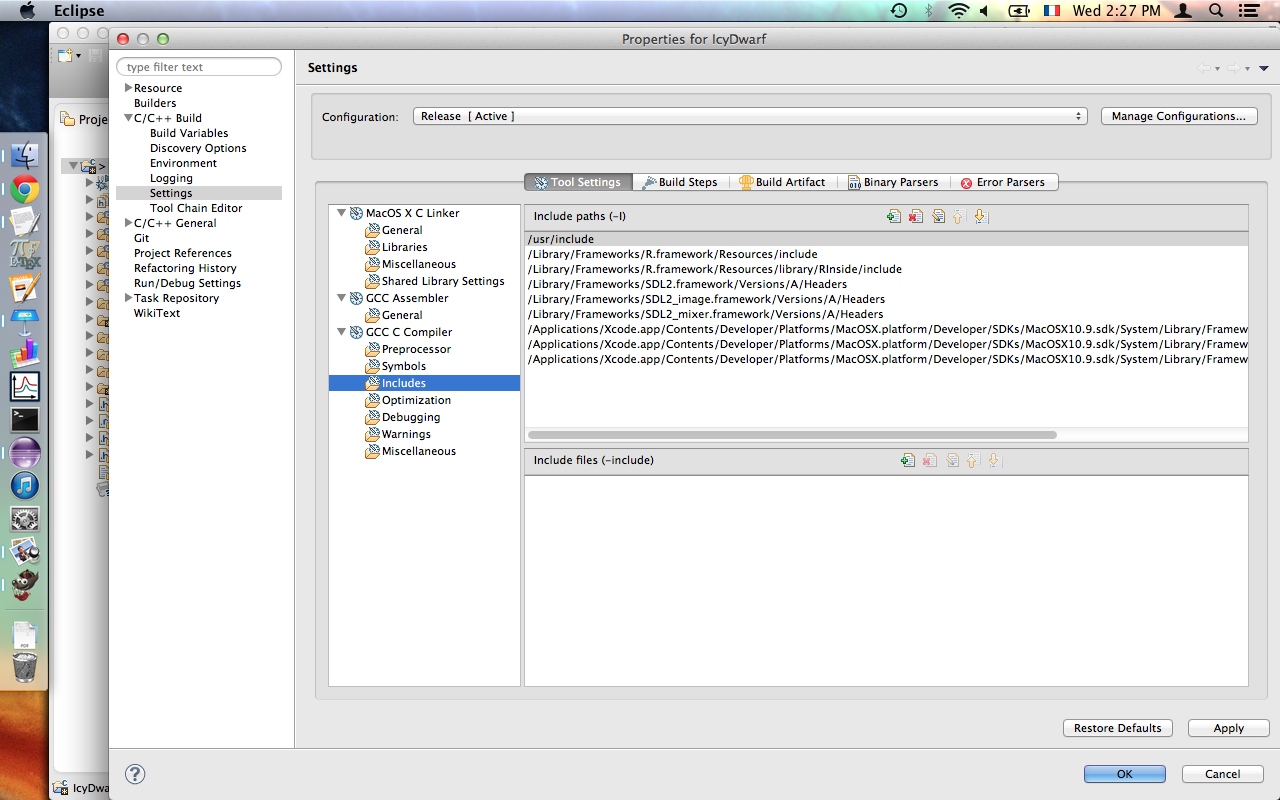 Eclipse
Wed 2:27 PM
Properties for IcyDwarf
type filter text
Settings
Resource
Builders
C/C++ Build
Build Variables
Discovery Options
Environment
Logging
Settings
Tool Chain Editor
C/C++ General
Git
Project References
Refactoring History
Run/Debug Settings
Task Repository
WikiText
Configuration:
Release [ Active ]
Manage Configurations...
Tool Settings
Build Steps
Build Artifact
Binary Parsers
Error Parsers
MacOS X C Linker
General
Libraries
Miscellaneous
Shared Library Settings
GCC Assembler
General
GCC C Compiler
Preprocessor
Symbols
Includes
Optimization
Debugging
Warnings
Miscellaneous
Include paths (-I)
/usr/include
/Library/Frameworks/R.framework/Resources/include
/Library/Frameworks/R.framework/Resources/library/RInside/include
/Library/Frameworks/SDL2.framework/Versions/A/Headers
/Library/Frameworks/SDL2_image.framework/Versions/A/Headers
/Library/Frameworks/SDL2_mixer.framework/Versions/A/Headers
/Applications/Xcode.app/Contents/Developer/Platforms/MacOSX.platform/Developer/SDKs/MacOSX10.9.sdk/System/Library/Framew
/Applications/Xcode.app/Contents/Developer/Platforms/MacOSX.platform/Developer/SDKs/MacOSX10.9.sdk/System/Library/Framew
/Applications/Xcode.app/Contents/Developer/Platforms/MacOSX.platform/Developer/SDKs/MacOSX10.9.sdk/System/Library/Framew
Include files (-include)
Restore Defaults
Apply
OK
Cancel
Proje
IcyDwa